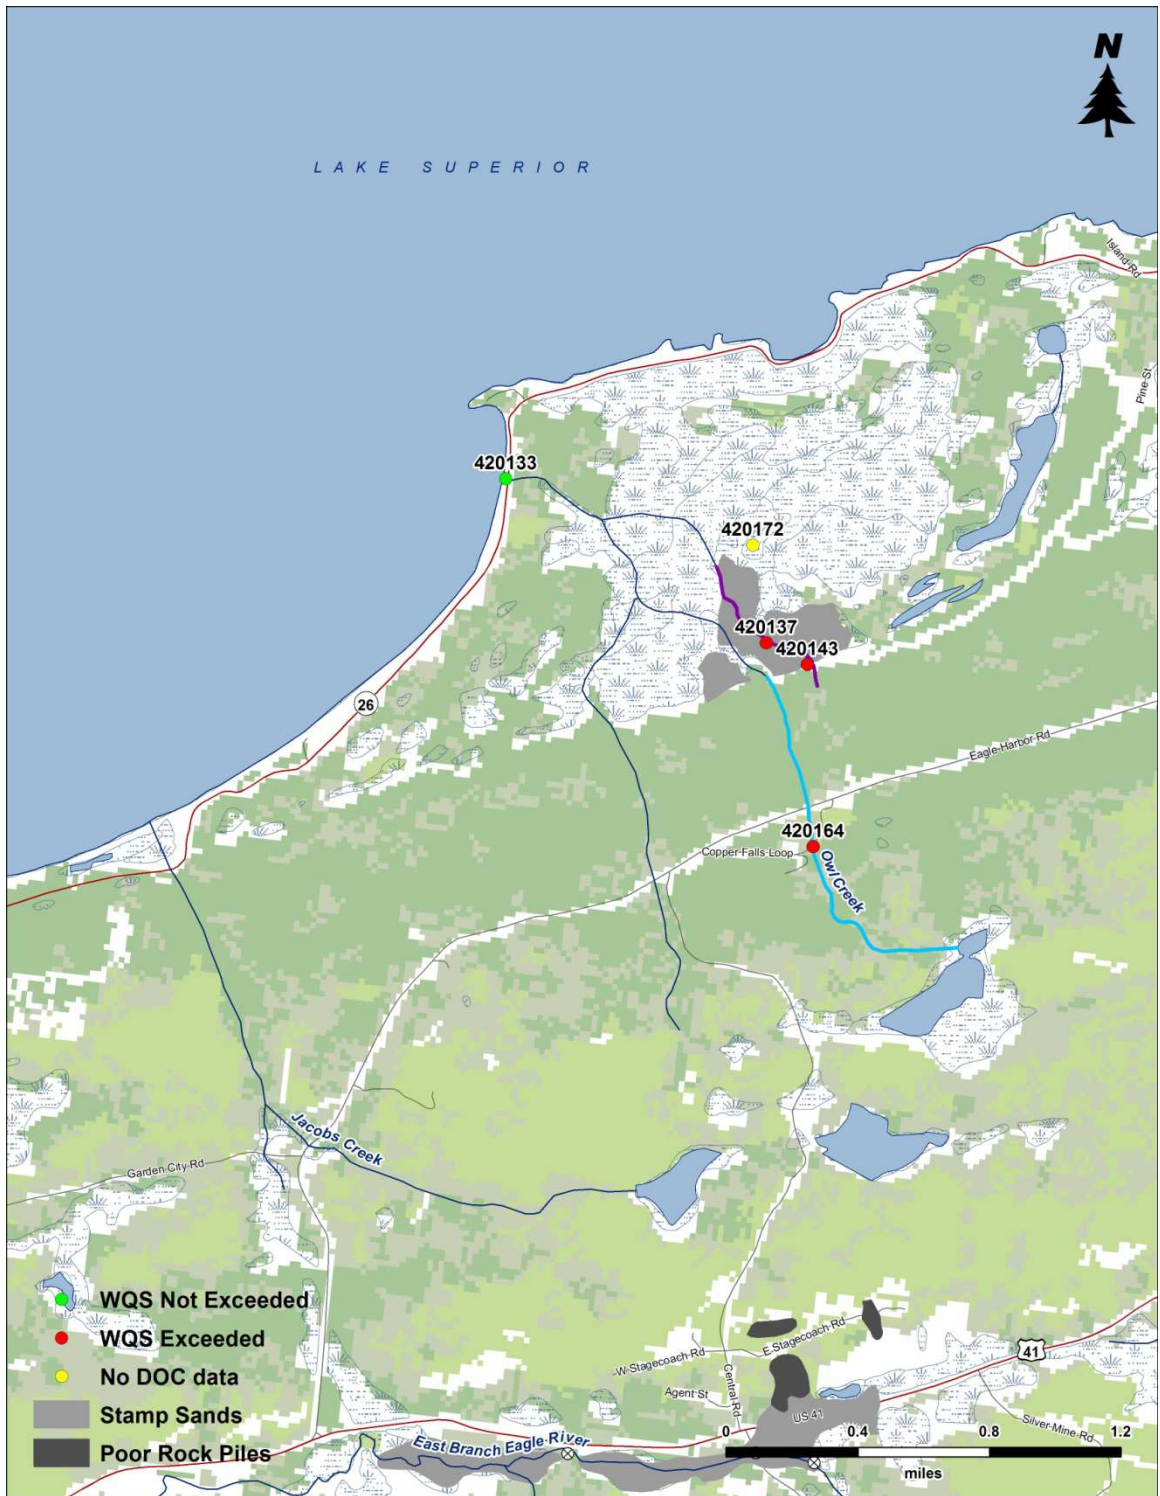 N
LAKE SUPERIOR
Island Rd
Pine St
420133
420172
420137
420143
26
Eagle Harbor Rd
420164
Copper Falls Loop
Owl Creek
Jacobs Creek
Garden City Rd
WQS Not Exceeded
WQS Exceeded
No DOC data
Stamp Sands
Poor Rock Piles
E Stagecoach Rd
W Stagecoach Rd
41
Agent St
Central Rd
US 41
Silver Mine Rd
East Branch Eagle River
0 0.4 0.8 1.2
miles